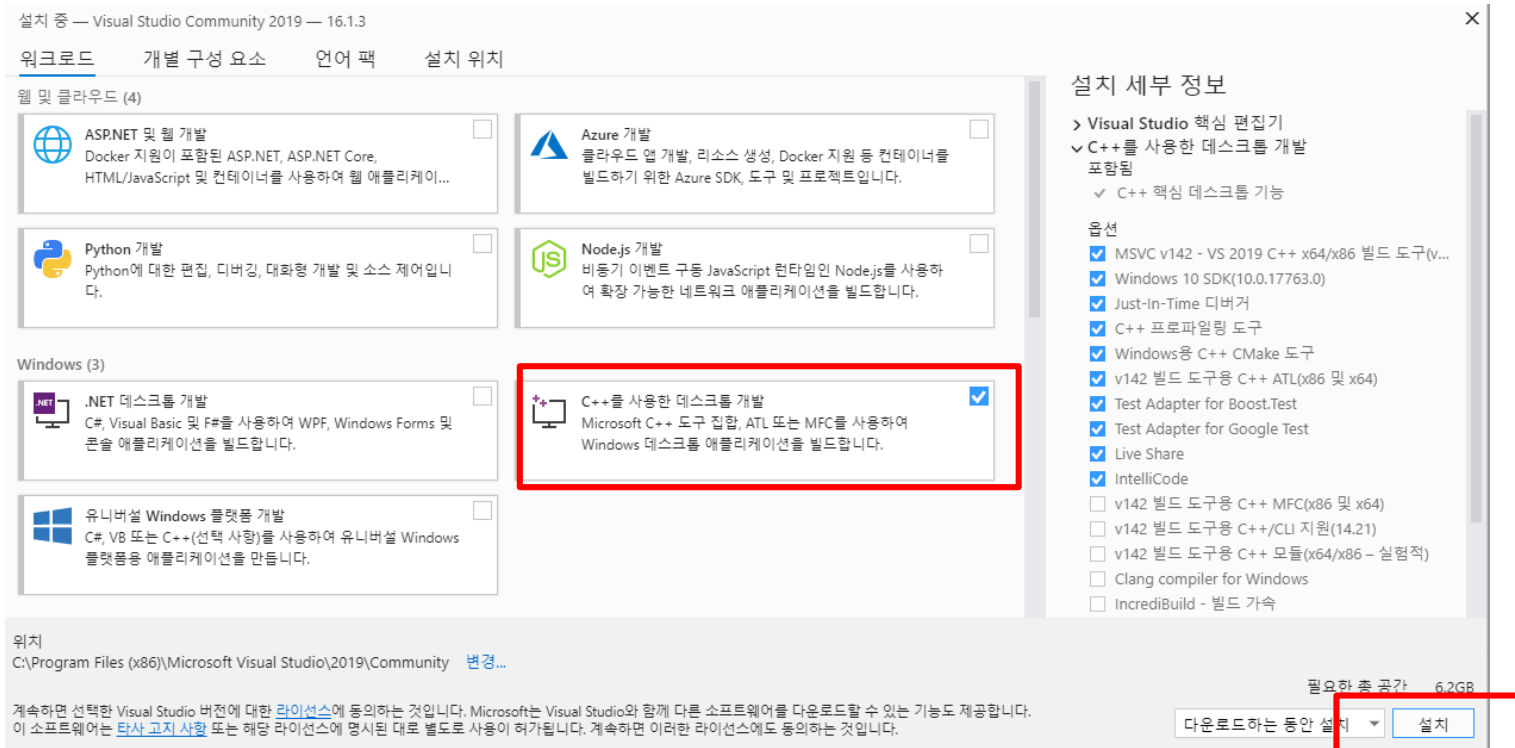 설치 중 — Visual Studio Community 2019 — 16.1.3
워크로드 개별 구성 요소 언어 팩 설치 위치
웹 및 클라우드 (4)
ASP.NET 및 웹 개발
Docker 지원이 포함된 ASP.NET, ASP.NET Core,
HTML/JavaScript 및 컨테이너를 사용하여 웹 애플리케이...
Azure 개발
클라우드 앱 개발, 리소스 생성, Docker 지원 등 컨테이너를
빌드하기 위한 Azure SDK, 도구 및 프로젝트입니다.
Python 개발
Python에 대한 편집, 디버깅, 대화형 개발 및 소스 제어입니
다.
Node.js 개발
비동기 이벤트 구동 JavaScript 런타임인 Node.js를 사용하
여 확장 가능한 네트워크 애플리케이션을 빌드합니다.
Windows (3)
.NET
.NET 데스크톱 개발
C#, Visual Basic 및 F#을 사용하여 WPF, Windows Forms 및
콘솔 애플리케이션을 빌드합니다.
C++를 사용한 데스크톱 개발
Microsoft C++ 도구 집합, ATL 또는 MFC를 사용하여
Windows 데스크톱 애플리케이션을 빌드합니다.
유니버설 Windows 플랫폼 개발
C#, VB 또는 C++(선택 사항)를 사용하여 유니버설 Windows
플랫폼용 애플리케이션을 만듭니다.
설치 세부 정보
Visual Studio 핵심 편집기
C++를 사용한 데스크톱 개발
포함됨
C++ 핵심 데스크톱 기능
옵션
MSVC v142 - VS 2019 C++ x64/x86 빌드 도구(v...
Windows 10 SDK(10.0.17763.0)
Just-In-Time 디버거
C++ 프로파일링 도구
Windows용 C++ CMake 도구
v142 빌드 도구용 C++ ATL(x86 및 x64)
Test Adapter for Boost.Test
Test Adapter for Google Test
Live Share
IntelliCode
v142 빌드 도구용 C++ MFC(x86 및 x64)
v142 빌드 도구용 C++/CLI 지원(14.21)
v142 빌드 도구용 C++ 모듈(x64/x86 – 실험적)
Clang compiler for Windows
IncrediBuild - 빌드 가속
위치
C:\Program Files (x86)\Microsoft Visual Studio\2019\Community 변경...
필요한 총 공간 6.2GB
계속하면 선택한 Visual Studio 버전에 대한 라이선스에 동의하는 것입니다. Microsoft는 Visual Studio와 함께 다른 소프트웨어를 다운로드할 수 있는 기능도 제공합니다.
이 소프트웨어는 타사 고지 사항 또는 해당 라이선스에 명시된 대로 별도로 사용이 허가됩니다. 계속하면 이러한 라이선스에도 동의하는 것입니다.
다운로드하는 동안 설치 설치